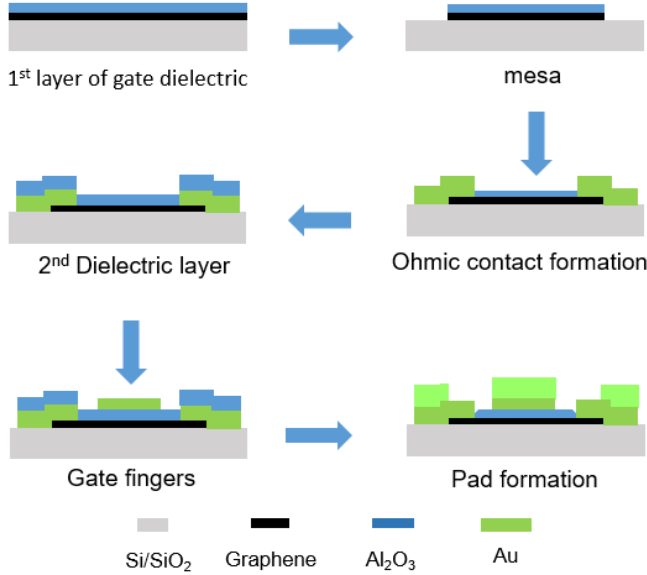 1st layer of gate dielectric
mesa
2nd Dielectric layer
Ohmic contact formation
Gate fingers
Pad formation
Si/SiO2
Graphene
Al2O3
Au